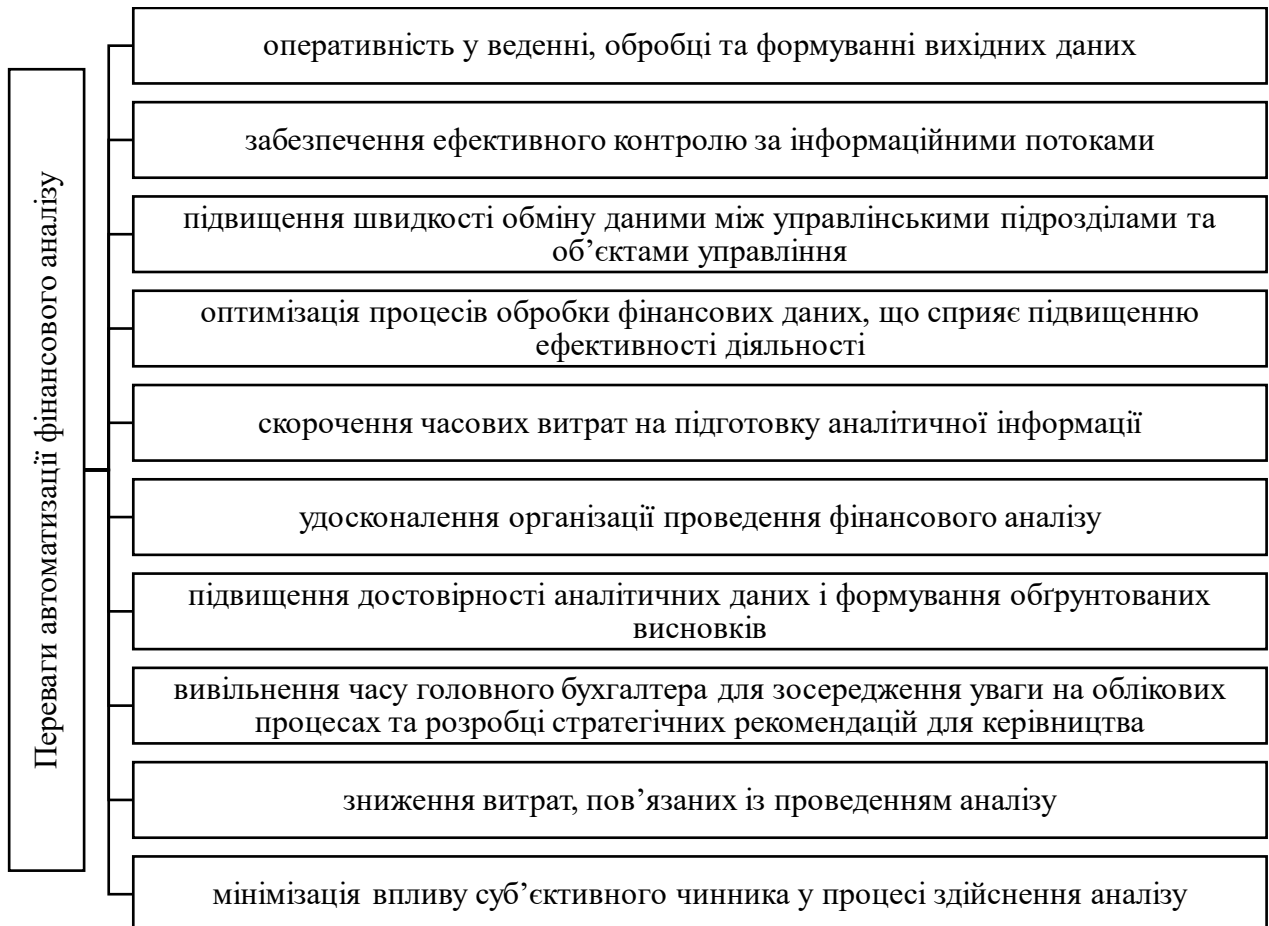 Переваги автоматизації фінансового аналізу
оперативність у веденні, обробці та формуванні вихідних даних
забезпечення ефективного контролю за інформаційними потоками
підвищення швидкості обміну даними між управлінськими підрозділами та
об’єктами управління
оптимізація процесів обробки фінансових даних, що сприяє підвищенню
ефективності діяльності
скорочення часових витрат на підготовку аналітичної інформації
удосконалення організації проведення фінансового аналізу
підвищення достовірності аналітичних даних і формування обґрунтованих
висновків
вивільнення часу головного бухгалтера для зосередження уваги на облікових
процесах та розробці стратегічних рекомендацій для керівництва
зниження витрат, пов’язаних із проведенням аналізу
мінімізація впливу суб’єктивного чинника у процесі здійснення аналізу